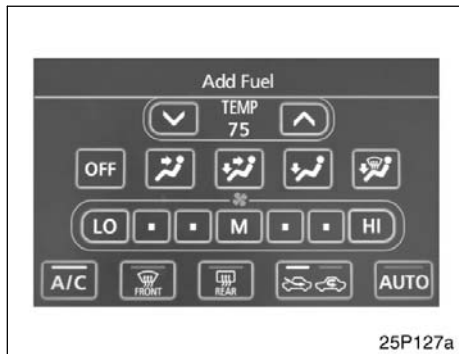 Add Fuel
TEMP
75
OFF
LO M HI
A/C FRONT REAR AUTO
25P127a